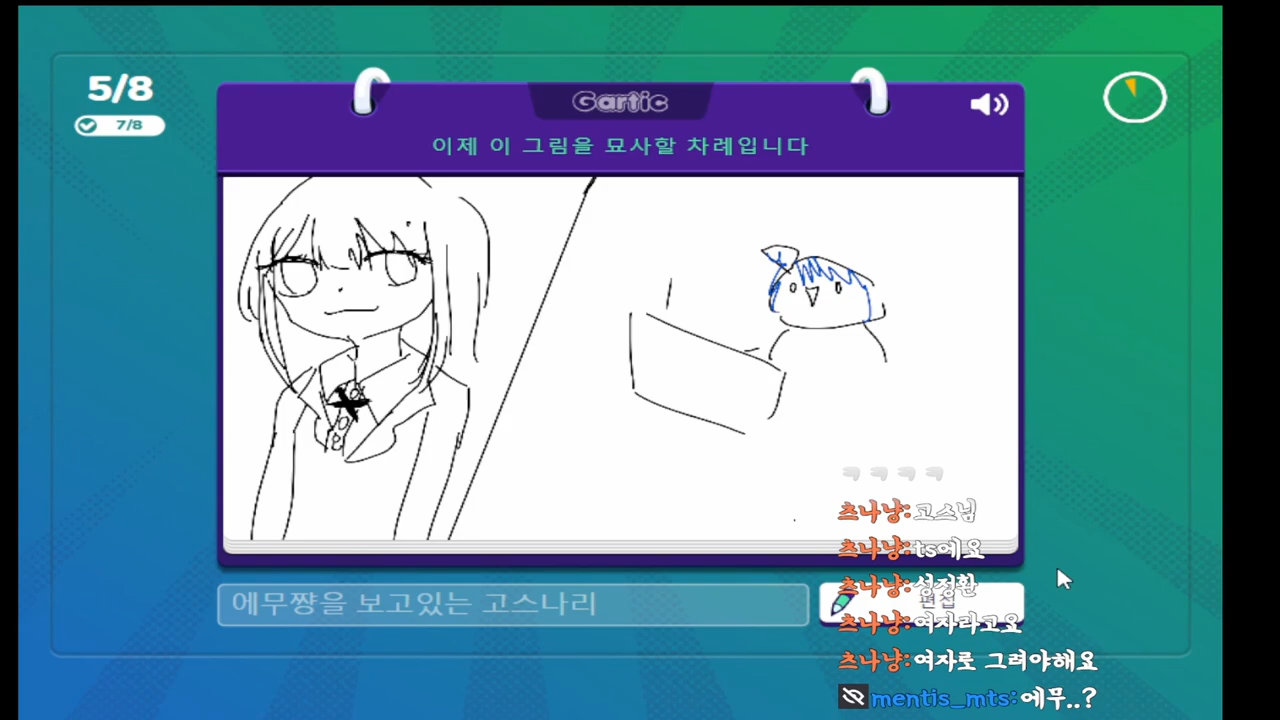 5/8
7/8
Gartic
이제 이 그림을 묘사할 차례입니다
ㅋㅋㅋㅋ
츠나냥:고스님
츠나냥:ts에요
에무쨩을 보고있는 고스나리
편집
츠나냥:성정환
츠나냥:여자라고요
츠나냥:여자로 그려야해요
mentis_mts:에무..?